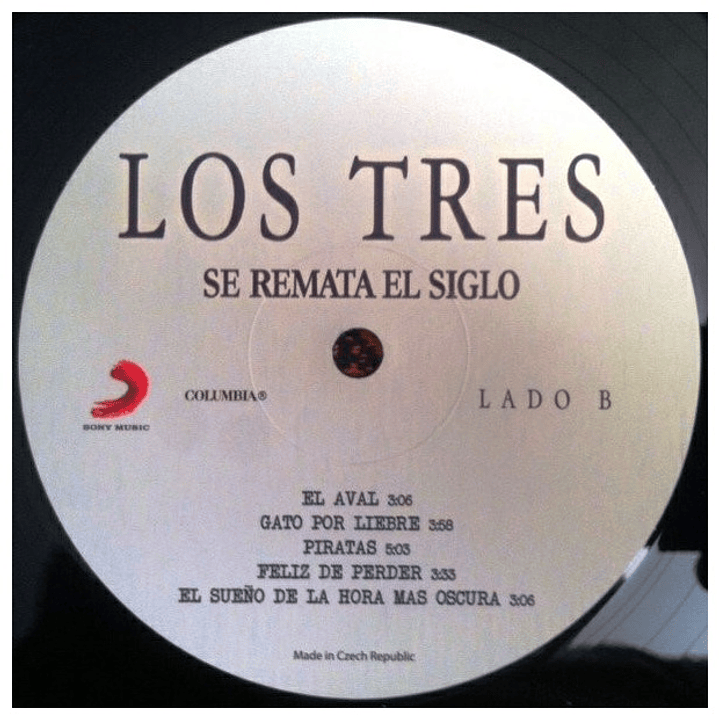 LOS TRES
SE REMATA EL SIGLO
SONY MUSIC
COLUMBIA®
LADO B
EL AVAL 3:06
GATO POR LIEBRE 3:58
PIRATAS 5:03
FELIZ DE PERDER 3:33
EL SUEÑO DE LA HORA MAS OSCURA 3:06
Made in Czech Republic